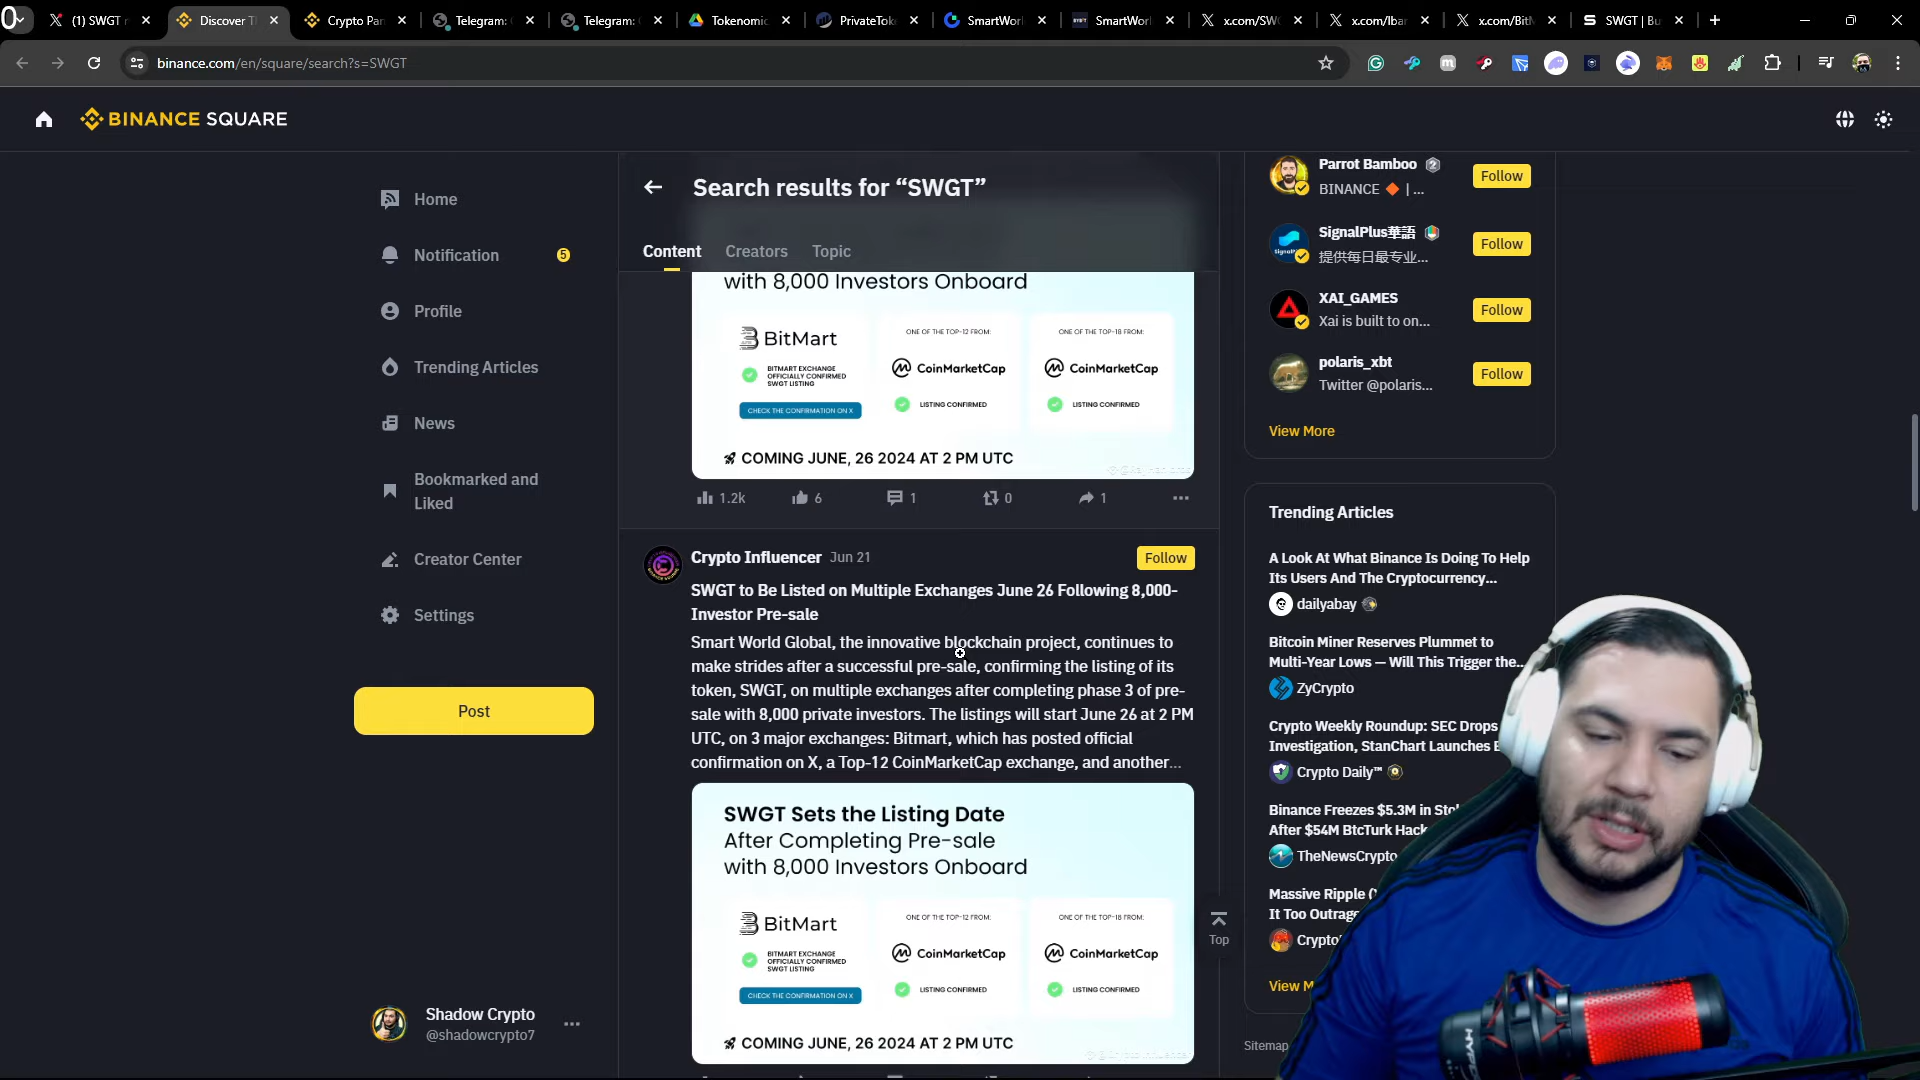 (1) SWGT r
Discover T
Crypto Pan
Telegram: 
Telegram: 
Tokenomic
PrivateTok
SmartWorl
SmartWorl
x.com/SWG
x.com/Ibar
x.com/BitM
SWGT | Bu
binance.com/en/square/search?s=SWGT
BINANCE SQUARE
Home
Notification 5
Profile
Trending Articles
News
Bookmarked and
Liked
Creator Center
Settings
Post
Shadow Crypto
@shadowcrypto7
Search results for “SWGT”
Content Creators Topic
with 8,000 Investors Onboard
BitMart
BITMART EXCHANGE
OFFICIALLY CONFIRMED
SWGT LISTING
CHECK THE CONFIRMATION ON X
ONE OF THE TOP-12 FROM:
CoinMarketCap
LISTING CONFIRMED
ONE OF THE TOP-18 FROM:
CoinMarketCap
LISTING CONFIRMED
COMING JUNE, 26 2024 AT 2 PM UTC
1.2k 6 1 0 1
Crypto Influencer Jun 21
Follow
SWGT to Be Listed on Multiple Exchanges June 26 Following 8,000-
Investor Pre-sale
Smart World Global, the innovative blockchain project, continues to
make strides after a successful pre-sale, confirming the listing of its
token, SWGT, on multiple exchanges after completing phase 3 of pre-
sale with 8,000 private investors. The listings will start June 26 at 2 PM
UTC, on 3 major exchanges: Bitmart, which has posted official
confirmation on X, a Top-12 CoinMarketCap exchange, and another...
SWGT Sets the Listing Date
After Completing Pre-sale
with 8,000 Investors Onboard
BitMart
BITMART EXCHANGE
OFFICIALLY CONFIRMED
SWGT LISTING
CHECK THE CONFIRMATION ON X
ONE OF THE TOP-12 FROM:
CoinMarketCap
LISTING CONFIRMED
ONE OF THE TOP-18 FROM:
CoinMarketCap
LISTING CONFIRMED
COMING JUNE, 26 2024 AT 2 PM UTC
Top
Parrot Bamboo
BINANCE | ...
Follow
SignalPlus華語
提供每日最专业...
Follow
XAI_GAMES
Xai is built to on...
Follow
polaris_xbt
Twitter @polaris...
Follow
View More
Trending Articles
A Look At What Binance Is Doing To Help
Its Users And The Cryptocurrency...
dailyabay
Bitcoin Miner Reserves Plummet to
Multi-Year Lows — Will This Trigger the...
ZyCrypto
Crypto Weekly Roundup: SEC Drops
Investigation, StanChart Launches
Crypto Daily™
Binance Freezes $5.3M in Sto
After $54M BtcTurk Hack
TheNewsCrypto
Massive Ripple (
It Too Outrage
Crypto
View M
Sitemap
HYPERX